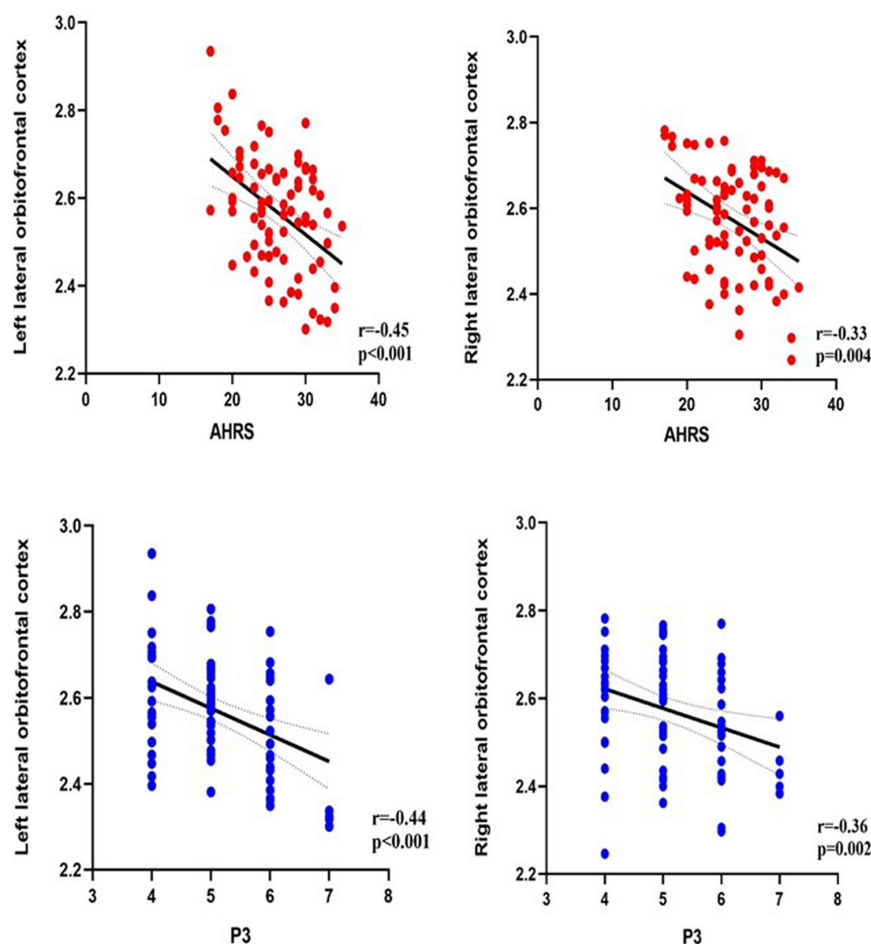 Left lateral orbitofrontal cortex
3.0
2.8
2.6
2.4
2.2
0
10
20
30
40
AHRS
r=-0.45
p<0.001
Right lateral orbitofrontal cortex
3.0
2.8
2.6
2.4
2.2
0
10
20
30
40
AHRS
r=-0.33
p=0.004
Left lateral orbitofrontal cortex
3.0
2.8
2.6
2.4
2.2
3
4
5
6
7
8
P3
r=-0.44
p<0.001
Right lateral orbitofrontal cortex
3.0
2.8
2.6
2.4
2.2
3
4
5
6
7
8
P3
r=-0.36
p=0.002